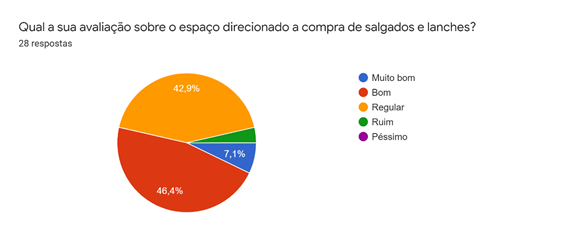 Qual a sua avaliação sobre o espaço direcionado a compra de salgados e lanches?
28 respostas
42,9%
7,1%
46,4%
Muito bom
Bom
Regular
Ruim
Péssimo